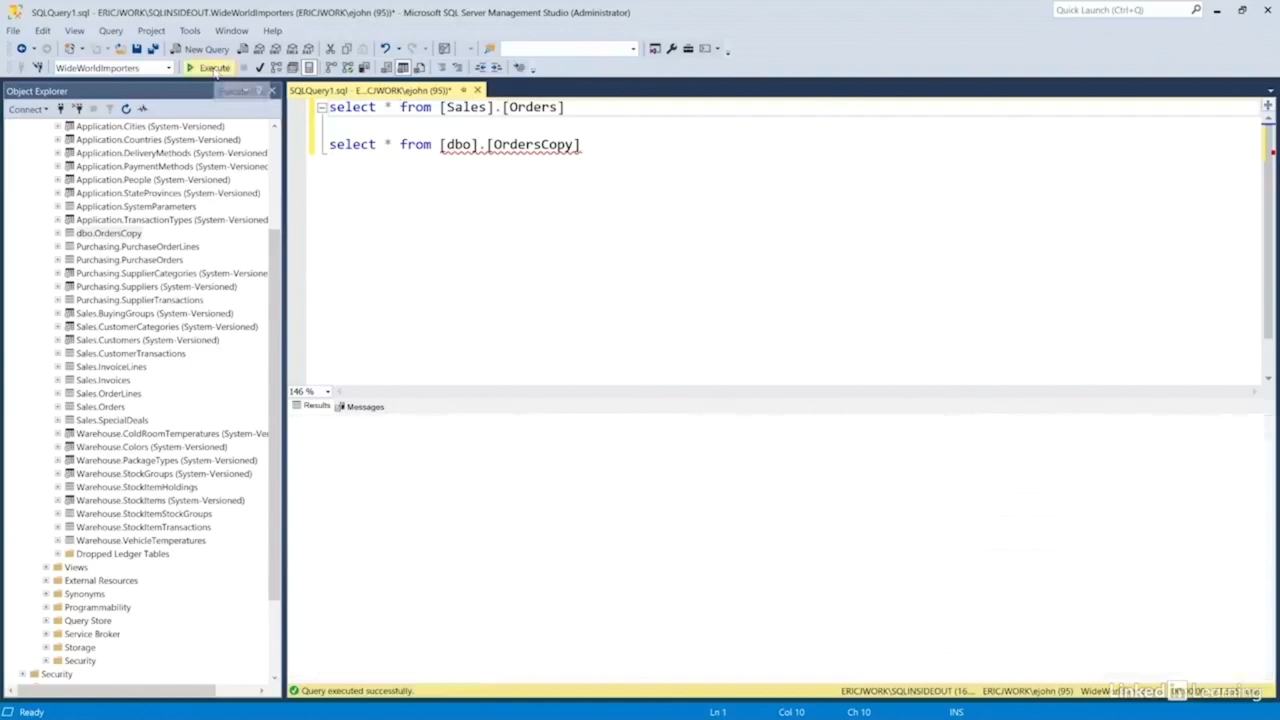 SQLQuery1.sql - ERICJWORK\SQLINSIDEOUT.WideWorldImporters (ERICJWORK\ejohn (95))* - Microsoft SQL Server Management Studio (Administrator)
Quick Launch (Ctrl+Q)
File Edit View Query Project Tools Window Help
New Query
WideWorldImporters Execute
Object Explorer
SQLQuery1.sql - E...CJWORK\ejohn (95))*
Connect
select * from [Sales].[Orders]
select * from [dbo].[OrdersCopy]
Application.Cities (System-Versioned)
Application.Countries (System-Versioned)
Application.DeliveryMethods (System-Versioned
Application.PaymentMethods (System-Versioned
Application.People (System-Versioned)
Application.StateProvinces (System-Versioned)
Application.SystemParameters
Application.TransactionTypes (System-Versioned
dbo.OrdersCopy
Purchasing.PurchaseOrderLines
Purchasing.PurchaseOrders
Purchasing.SupplierCategories (System-Versione
Purchasing.Suppliers (System-Versioned)
Purchasing.SupplierTransactions
Sales.BuyingGroups (System-Versioned)
Sales.CustomerCategories (System-Versioned)
Sales.Customers (System-Versioned)
Sales.CustomerTransactions
Sales.InvoiceLines
Sales.Invoices
Sales.OrderLines
Sales.Orders
Sales.SpecialDeals
Warehouse.ColdRoomTemperatures (System-Ve
Warehouse.Colors (System-Versioned)
Warehouse.PackageTypes (System-Versioned)
Warehouse.StockGroups (System-Versioned)
Warehouse.StockItemHoldings
Warehouse.StockItems (System-Versioned)
Warehouse.StockItemStockGroups
Warehouse.StockItemTransactions
Warehouse.VehicleTemperatures
Dropped Ledger Tables
Views
External Resources
Synonyms
Programmability
Query Store
Service Broker
Storage
Security
Security
146 %
Results Messages
Query executed successfully.
ERICJWORK\SQLINSIDEOUT (16.... ERICJWORK\ejohn (95)
Linked in Learning
Ready Ln 1 Col 10 Ch 10 INS